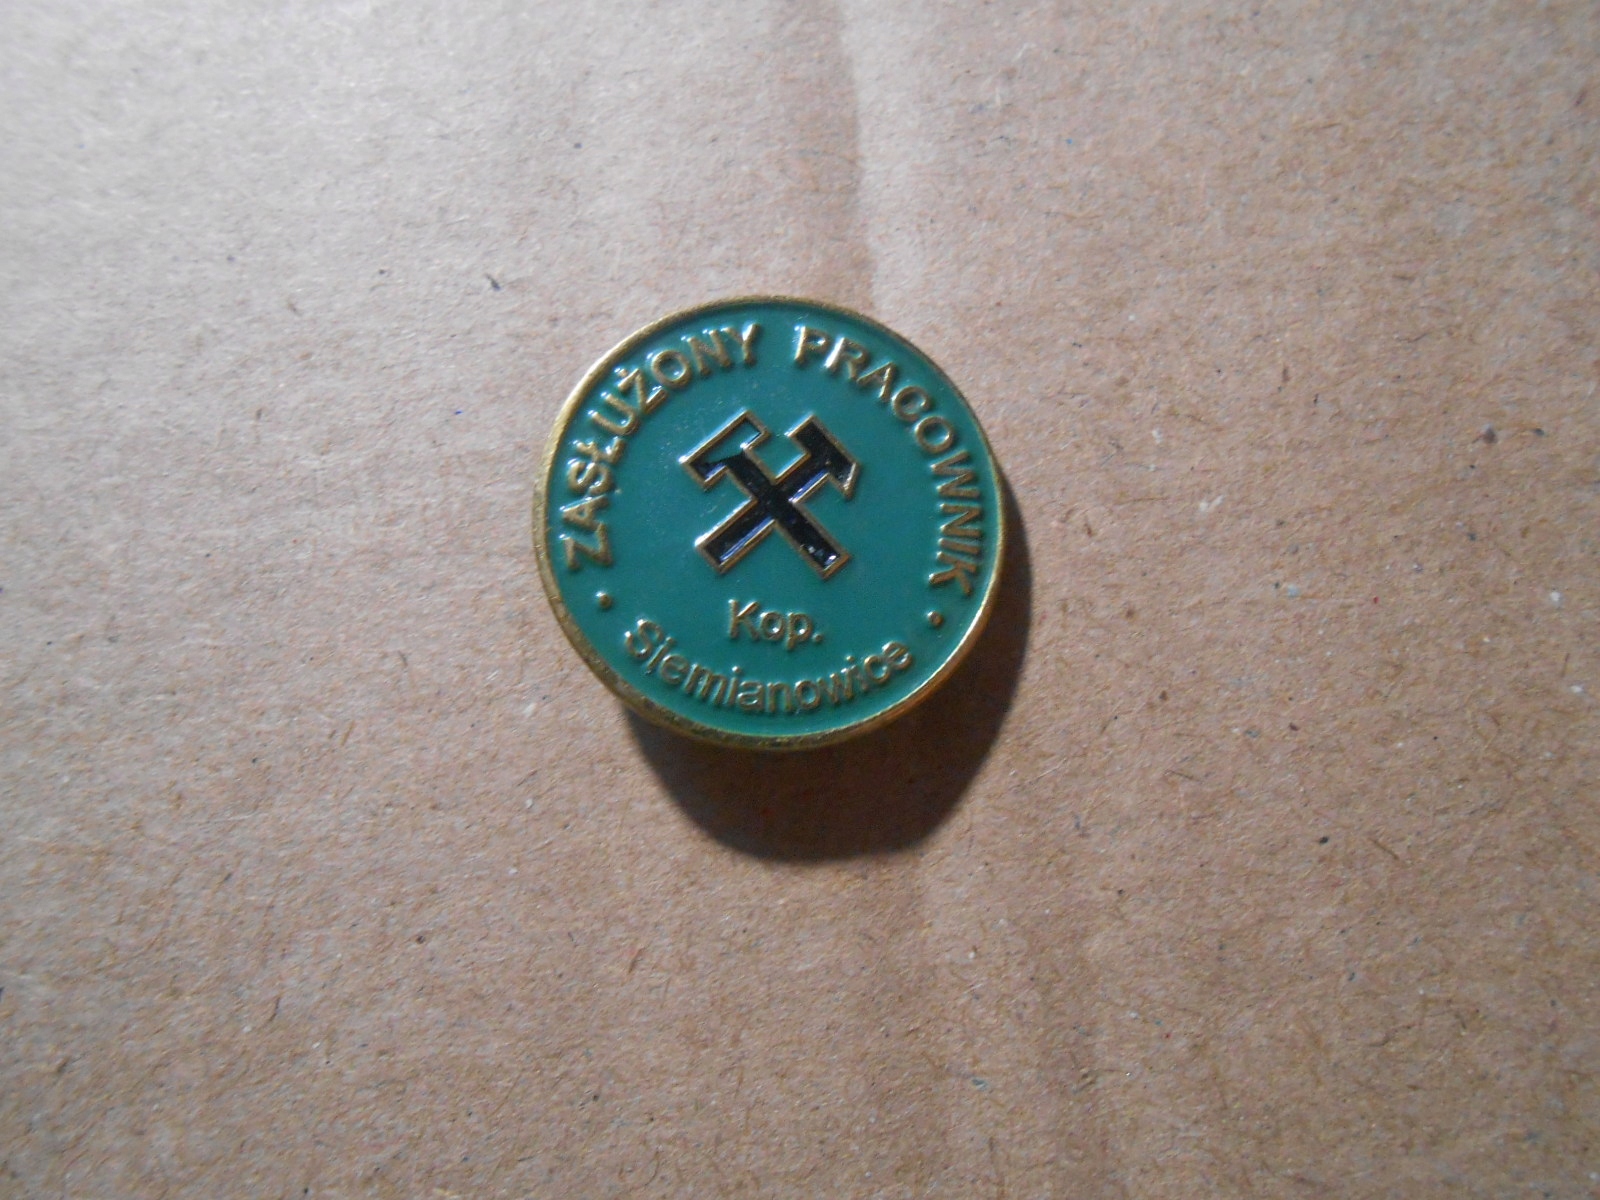 ZASŁUŻONY PRACOWNIK
Kop.
Siemianowice